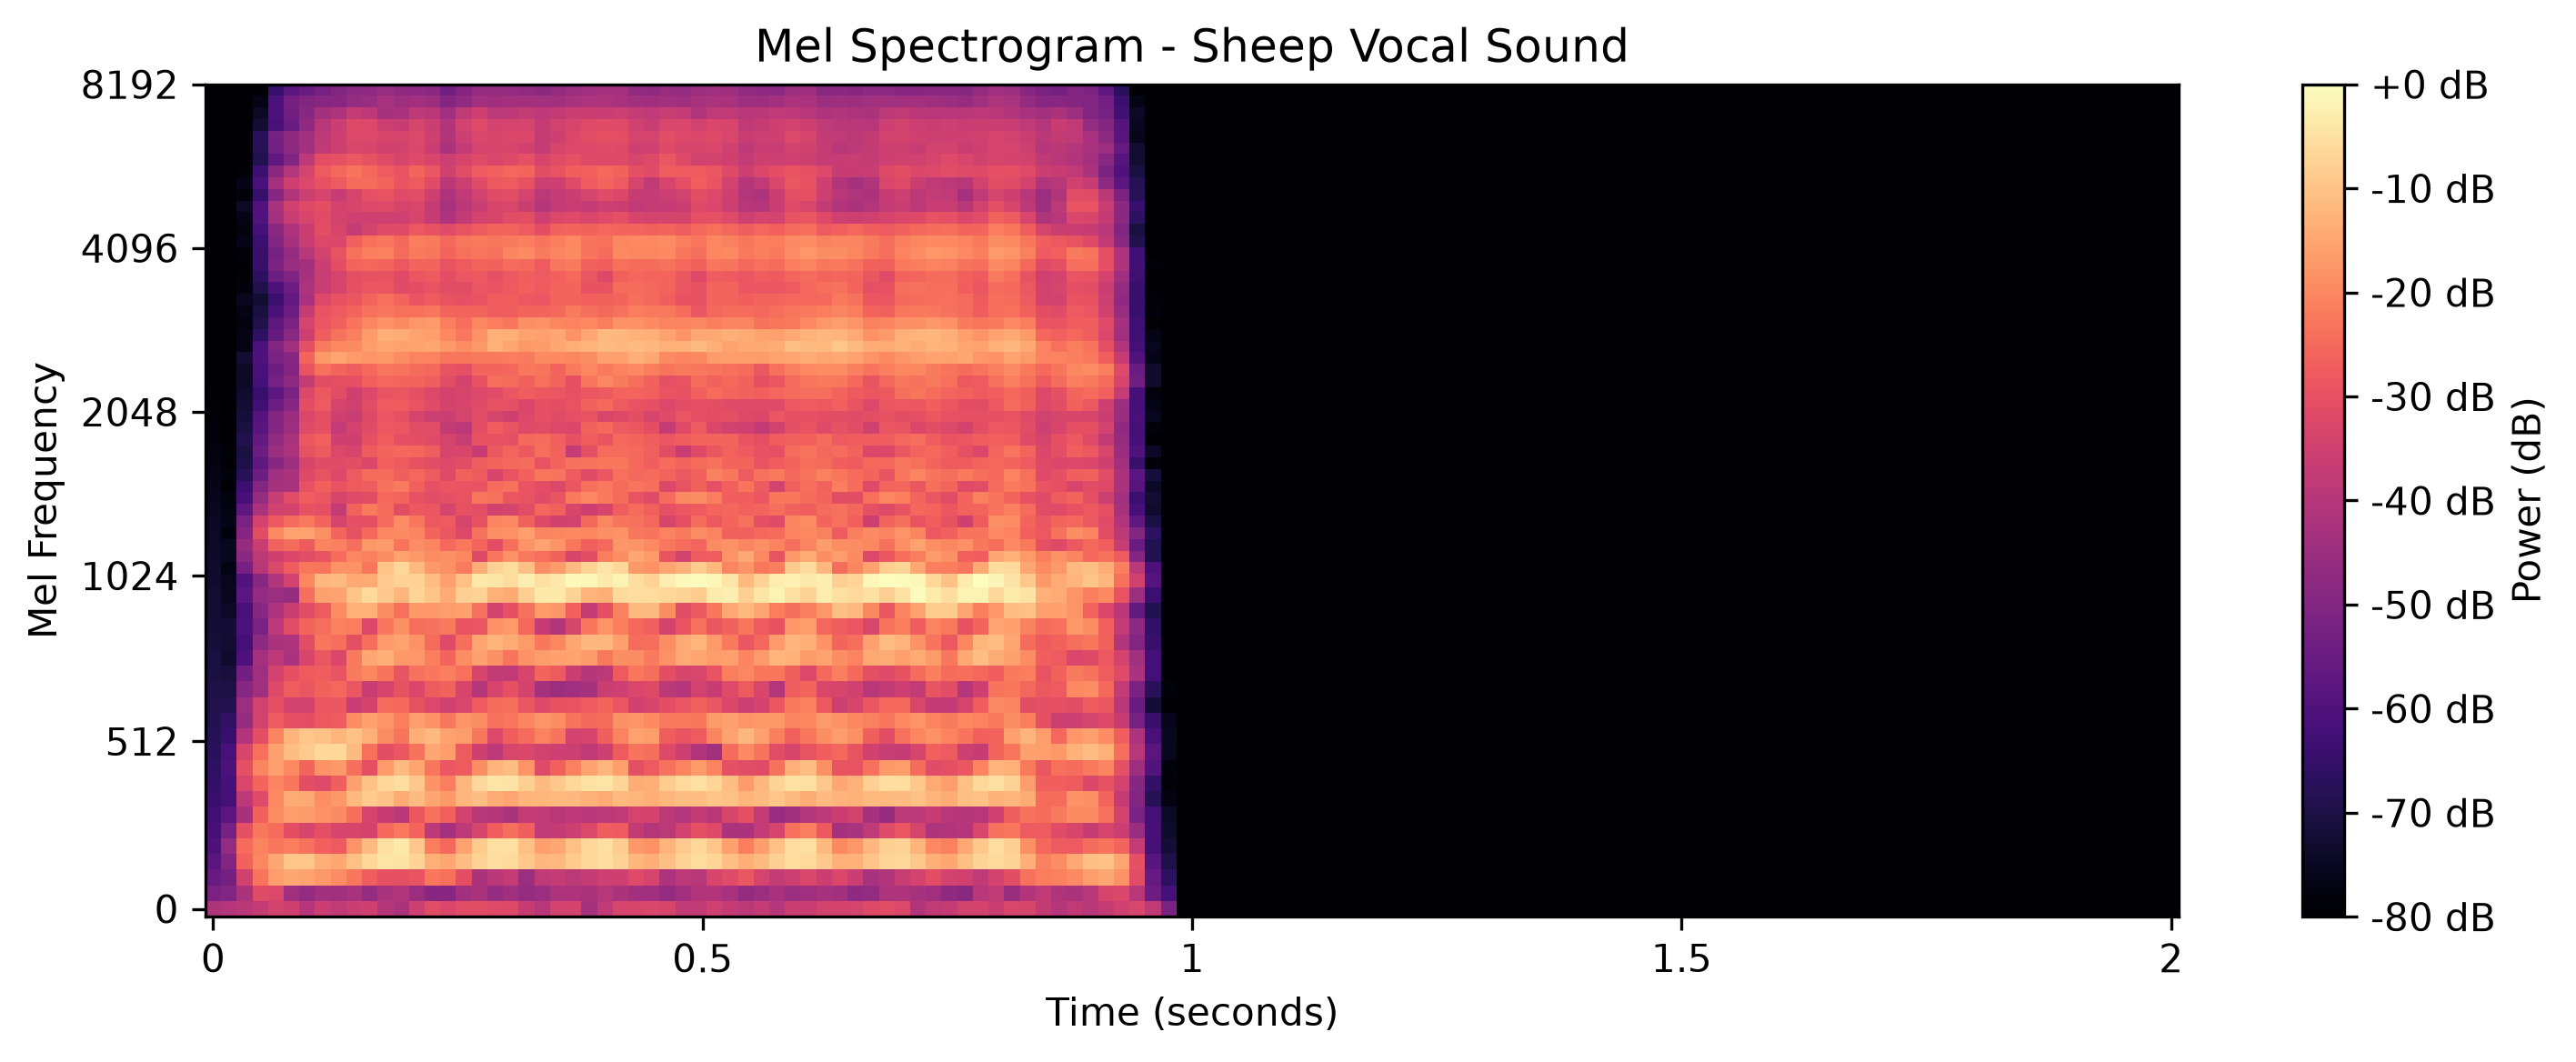 Mel Spectrogram - Sheep Vocal Sound
Mel Frequency
8192
4096
2048
1024
512
0
0
0.5
1
1.5
2
Time (seconds)
+0 dB
-10 dB
-20 dB
-30 dB
-40 dB
-50 dB
-60 dB
-70 dB
-80 dB
Power (dB)